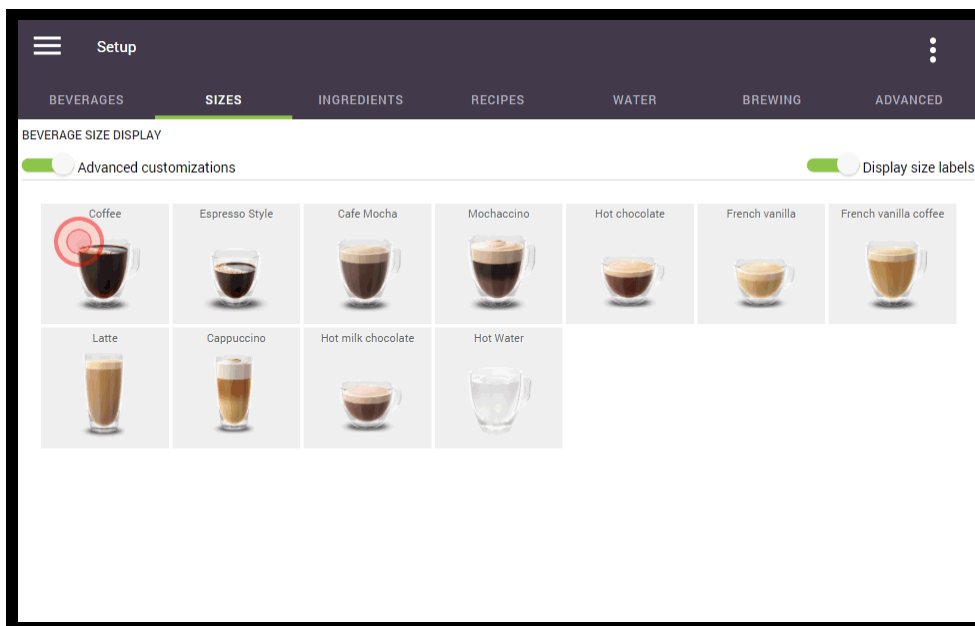 Setup
BEVERAGES SIZES INGREDIENTS RECIPES WATER BREWING ADVANCED
BEVERAGE SIZE DISPLAY
Advanced customizations Display size labels
Coffee Espresso Style Cafe Mocha Mochaccino Hot chocolate French vanilla French vanilla coffee
Latte Cappuccino Hot milk chocolate Hot Water